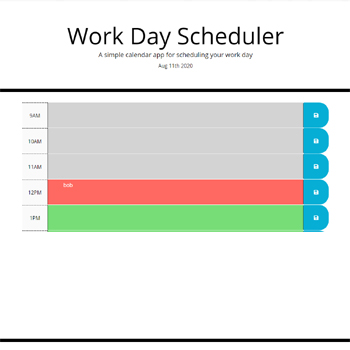 Work Day Scheduler
A simple calendar app for scheduling your work day
Aug 11th 2020
9AM
10AM
11AM
12PM
bob
1PM